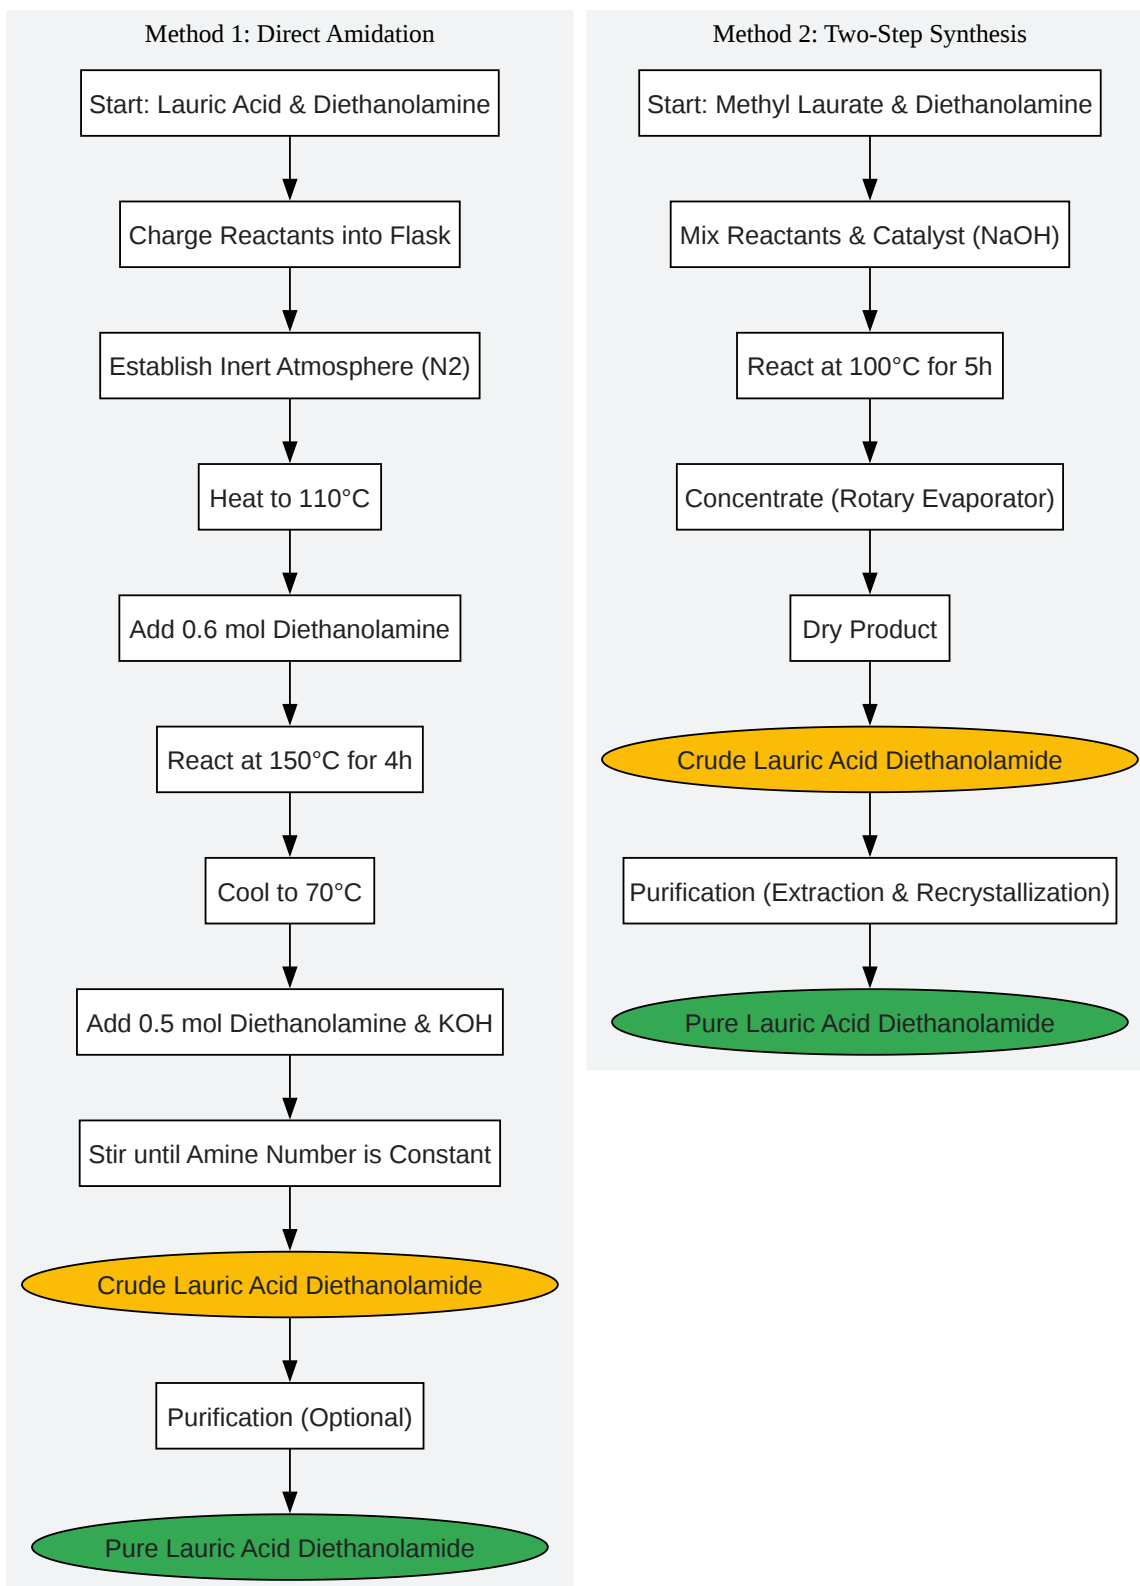 Method 1: Direct Amidation
Start: Lauric Acid & Diethanolamine
Charge Reactants into Flask
Establish Inert Atmosphere (N2)
Heat to 110°C
Add 0.6 mol Diethanolamine
React at 150°C for 4h
Cool to 70°C
Add 0.5 mol Diethanolamine & KOH
Stir until Amine Number is Constant
Crude Lauric Acid Diethanolamide
Purification (Optional)
Pure Lauric Acid Diethanolamide
Method 2: Two-Step Synthesis
Start: Methyl Laurate & Diethanolamine
Mix Reactants & Catalyst (NaOH)
React at 100°C for 5h
Concentrate (Rotary Evaporator)
Dry Product
Crude Lauric Acid Diethanolamide
Purification (Extraction & Recrystallization)
Pure Lauric Acid Diethanolamide